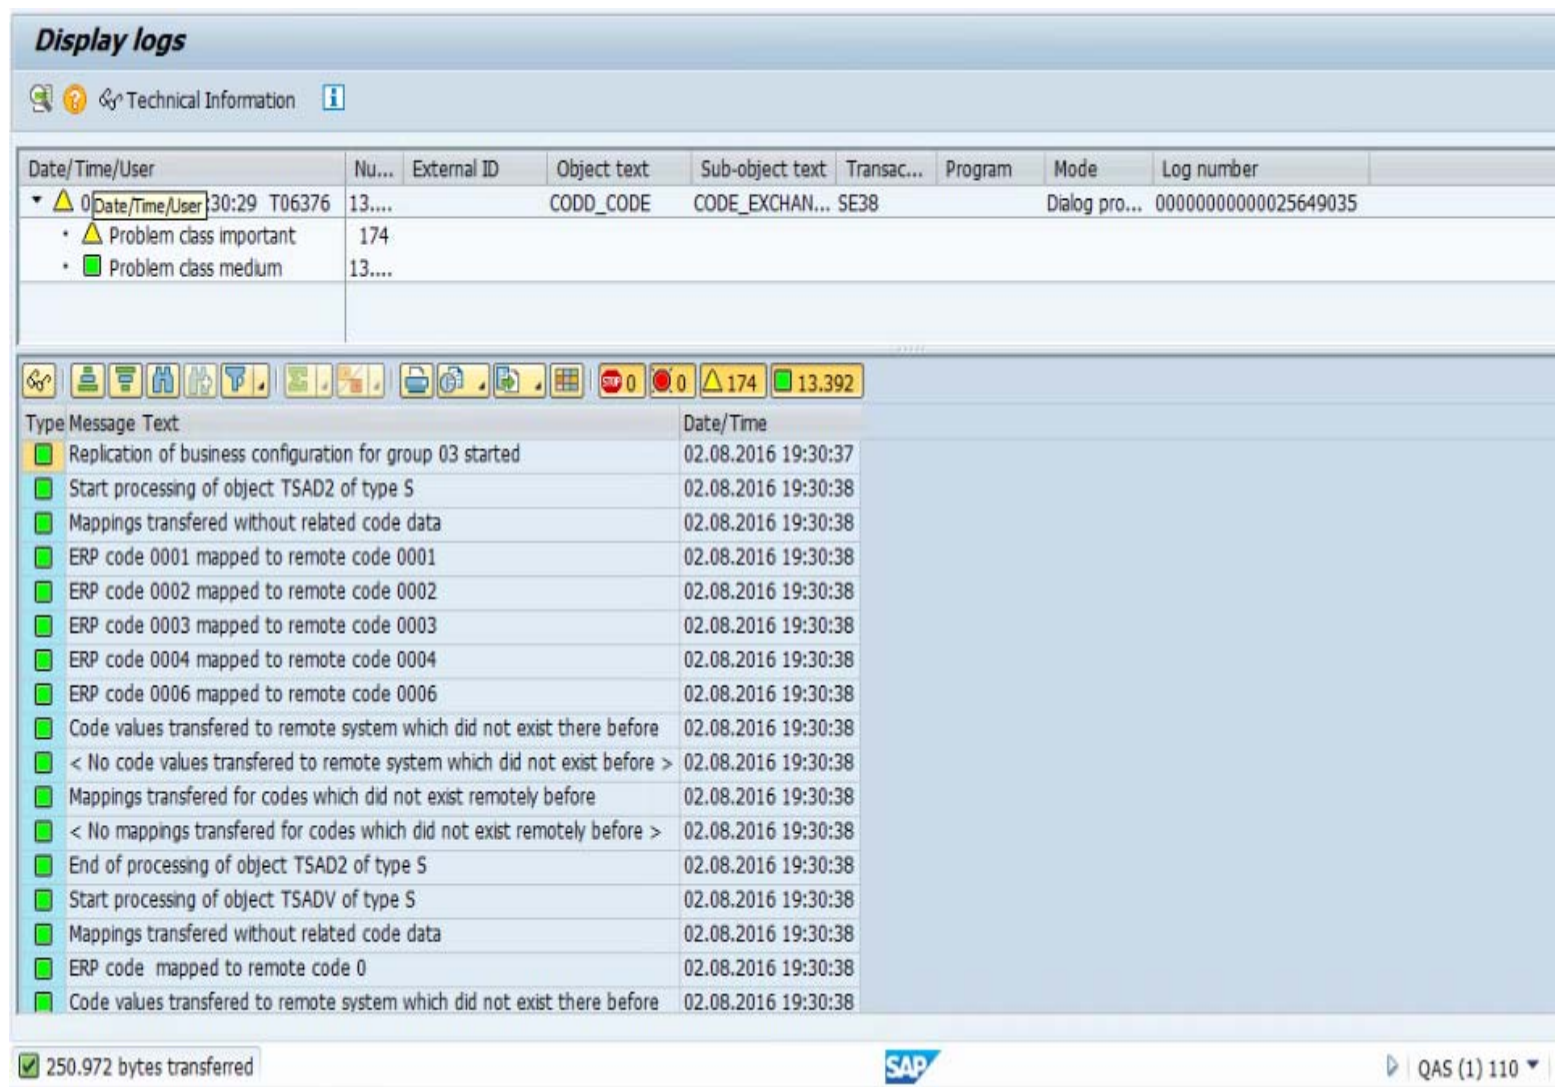 Display logs
Technical Information
Date/Time/User Nu... External ID Object text Sub-object text Transac... Program Mode Log number
0 Date/Time/User :30:29 T06376 13.... CODD_CODE CODE_EXCHAN... SE38 Dialog pro... 00000000000025649035
Problem class important 174
Problem class medium 13....
STOP 0 0 174 13.392
Type Message Text Date/Time
Replication of business configuration for group 03 started 02.08.2016 19:30:37
Start processing of object TSAD2 of type S 02.08.2016 19:30:38
Mappings transfered without related code data 02.08.2016 19:30:38
ERP code 0001 mapped to remote code 0001 02.08.2016 19:30:38
ERP code 0002 mapped to remote code 0002 02.08.2016 19:30:38
ERP code 0003 mapped to remote code 0003 02.08.2016 19:30:38
ERP code 0004 mapped to remote code 0004 02.08.2016 19:30:38
ERP code 0006 mapped to remote code 0006 02.08.2016 19:30:38
Code values transfered to remote system which did not exist there before 02.08.2016 19:30:38
< No code values transfered to remote system which did not exist before > 02.08.2016 19:30:38
Mappings transfered for codes which did not exist remotely before 02.08.2016 19:30:38
< No mappings transfered for codes which did not exist remotely before > 02.08.2016 19:30:38
End of processing of object TSAD2 of type S 02.08.2016 19:30:38
Start processing of object TSADV of type S 02.08.2016 19:30:38
Mappings transfered without related code data 02.08.2016 19:30:38
ERP code  mapped to remote code 0 02.08.2016 19:30:38
Code values transfered to remote system which did not exist there before 02.08.2016 19:30:38
250.972 bytes transferred SAP QAS (1) 110